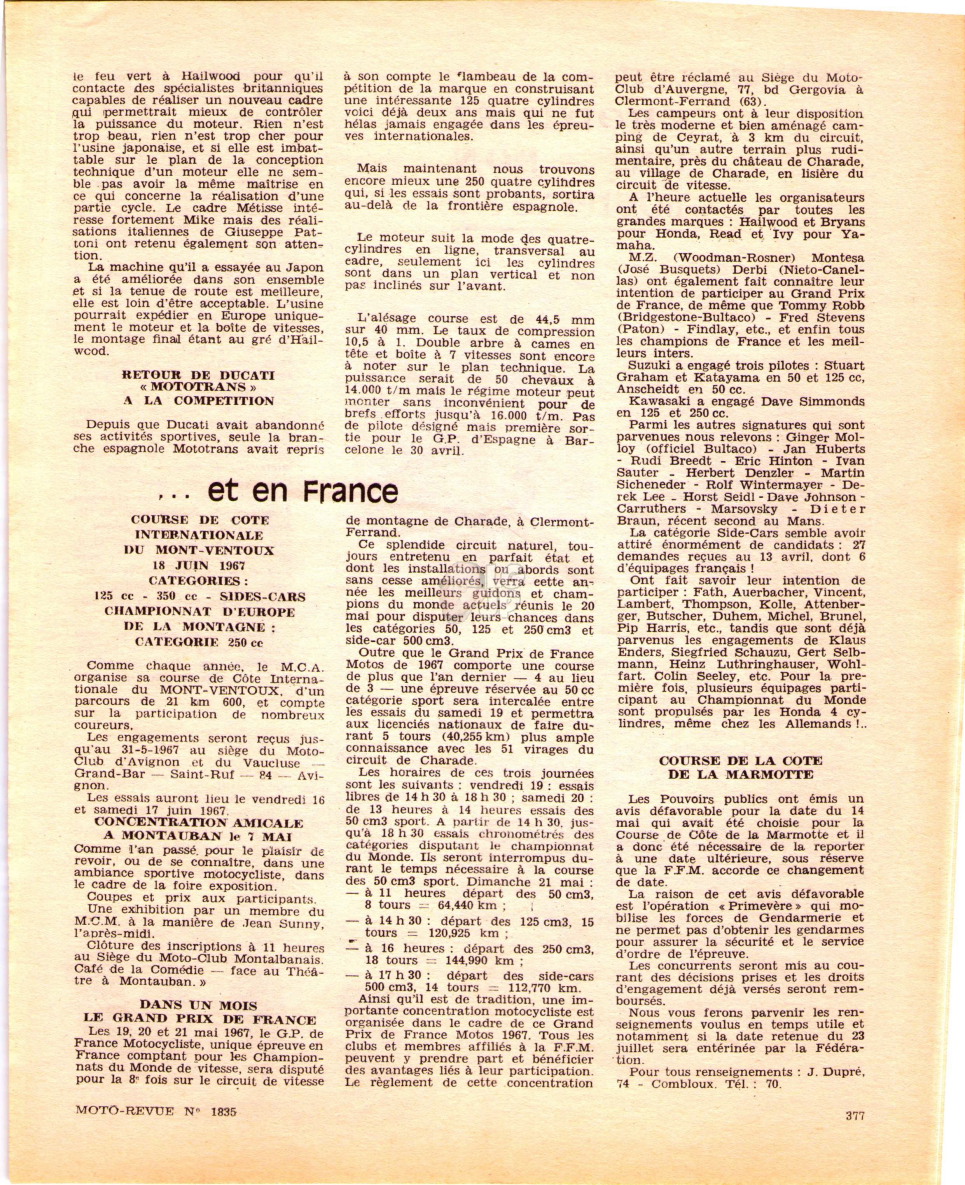 le feu vert à Hailwood pour qu'il
contacte des spécialistes britanniques
capables de réaliser un nouveau cadre
qui permettrait mieux de contrôler
la puissance du moteur. Rien n'est
trop beau, rien n'est trop cher pour
l'usine japonaise, et si elle est imbat-
table sur le plan de la conception
technique d'un moteur elle ne sem-
ble pas avoir la même maîtrise en
ce qui concerne la réalisation d'une
partie cycle. Le cadre Métisse inté-
resse fortement Mike mais des réali-
sations italiennes de Giuseppe Pat-
toni ont retenu également son atten-
tion.
La machine qu'il a essayée au Japon
a été améliorée dans son ensemble
et si la tenue de route est meilleure,
elle est loin d'être acceptable. L'usine
pourrait expédier en Europe unique-
ment le moteur et la boîte de vitesses,
le montage final étant au gré d'Hail-
wood.
RETOUR DE DUCATI
« MOTOTRANS »
A LA COMPETITION
Depuis que Ducati avait abandonné
ses activités sportives, seule la bran-
che espagnole Mototrans avait repris
à son compte le flambeau de la com-
pétition de la marque en construisant
une intéressante 125 quatre cylindres
voici déjà deux ans mais qui ne fut
hélas jamais engagée dans les épreu-
ves internationales.
Mais maintenant nous trouvons
encore mieux une 250 quatre cylindres
qui, si les essais sont probants, sortira
au-delà de la frontière espagnole.
Le moteur suit la mode des quatre-
cylindres en ligne, transversal au
cadre, seulement ici les cylindres
sont dans un plan vertical et non
pas inclinés sur l'avant.
L'alésage course est de 44,5 mm
sur 40 mm. Le taux de compression
10,5 à 1. Double arbre à cames en
tête et boîte à 7 vitesses sont encore
à noter sur le plan technique. La
puissance serait de 50 chevaux à
14.000 t/m mais le régime moteur peut
monter sans inconvénient pour de
brefs efforts jusqu'à 16.000 t/m. Pas
de pilote désigné mais première sor-
tie pour le G.P. d'Espagne à Bar-
celone le 30 avril.
... et en France
COURSE DE COTE
INTERNATIONALE
DU MONT-VENTOUX
18 JUIN 1967
CATEGORIES :
125 cc - 350 cc - SIDES-CARS
CHAMPIONNAT D'EUROPE
DE LA MONTAGNE :
CATEGORIE 250 cc
Comme chaque année, le M.C.A.
organise sa course de Côte Interna-
tionale du MONT-VENTOUX, d'un
parcours de 21 km 600, et compte
sur la participation de nombreux
coureurs.
Les engagements seront reçus jus-
qu'au 31-5-1967 au siège du Moto-
Club d'Avignon et du Vaucluse —
Grand-Bar — Saint-Ruf — 84 — Avi-
gnon.
Les essais auront lieu le vendredi 16
et samedi 17 juin 1967.
CONCENTRATION AMICALE
A MONTAUBAN le 7 MAI
Comme l'an passé, pour le plaisir de
revoir, ou de se connaître, dans une
ambiance sportive motocycliste, dans
le cadre de la foire exposition.
Coupes et prix aux participants.
Une exhibition par un membre du
M.C.M. à la manière de Jean Sunny,
l'après-midi.
Clôture des inscriptions à 11 heures
au Siège du Moto-Club Montalbanais.
Café de la Comédie — face au Théâ-
tre à Montauban. »
DANS UN MOIS
LE GRAND PRIX DE FRANCE
Les 19, 20 et 21 mai 1967, le G.P. de
France Motocycliste, unique épreuve en
France comptant pour les Champion-
nats du Monde de vitesse, sera disputé
pour la 8e fois sur le circuit de vitesse
de montagne de Charade, à Clermont-
Ferrand.
Ce splendide circuit naturel, tou-
jours entretenu en parfait état et
dont les installations ou abords sont
sans cesse améliorés, verra cette an-
née les meilleurs guidons et cham-
pions du monde actuels réunis le 20
mai pour disputer leurs chances dans
les catégories 50, 125 et 250 cm3 et
side-car 500 cm3.
Outre que le Grand Prix de France
Motos de 1967 comporte une course
de plus que l'an dernier — 4 au lieu
de 3 — une épreuve réservée au 50 cc
catégorie sport sera intercalée entre
les essais du samedi 19 et permettra
aux licenciés nationaux de faire du-
rant 5 tours (40,255 km) plus ample
connaissance avec les 51 virages du
circuit de Charade.
Les horaires de ces trois journées
sont les suivants : vendredi 19 : essais
libres de 14 h 30 à 18 h 30 ; samedi 20 :
de 13 heures à 14 heures essais des
50 cm3 sport. A partir de 14 h 30, jus-
qu'à 18 h 30 essais chronométrés des
catégories disputant le championnat
du Monde. Ils seront interrompus du-
rant le temps nécessaire à la course
des 50 cm3 sport. Dimanche 21 mai :
— à 11 heures départ des 50 cm3,
8 tours = 64,440 km ;
— à 14 h 30 : départ des 125 cm3, 15
tours = 120,925 km ;
— à 16 heures : départ des 250 cm3,
18 tours = 144,990 km ;
— à 17 h 30 : départ des side-cars
500 cm3, 14 tours = 112,770 km.
Ainsi qu'il est de tradition, une im-
portante concentration motocycliste est
organisée dans le cadre de ce Grand
Prix de France Motos 1967. Tous les
clubs et membres affiliés à la F.F.M.
peuvent y prendre part et bénéficier
des avantages liés à leur participation.
Le règlement de cette concentration
peut être réclamé au Siège du Moto-
Club d'Auvergne, 77, bd Gergovia à
Clermont-Ferrand (63).
Les campeurs ont à leur disposition
le très moderne et bien aménagé cam-
ping de Ceyrat, à 3 km du circuit,
ainsi qu'un autre terrain plus rudi-
mentaire, près du château de Charade,
au village de Charade, en lisière du
circuit de vitesse.
A l'heure actuelle les organisateurs
ont été contactés par toutes les
grandes marques : Hailwood et Bryans
pour Honda, Read et Ivy pour Ya-
maha.
M.Z. (Woodman-Rosner) Montesa
(José Busquets) Derbi (Nieto-Canel-
las) ont également fait connaître leur
intention de participer au Grand Prix
de France, de même que Tommy Robb
(Bridgestone-Bultaco) - Fred Stevens
(Paton) - Findlay, etc., et enfin tous
les champions de France et les meil-
leurs inters.
Suzuki a engagé trois pilotes : Stuart
Graham et Katayama en 50 et 125 cc,
Anscheidt en 50 cc.
Kawasaki a engagé Dave Simmonds
en 125 et 250 cc.
Parmi les autres signatures qui sont
parvenues nous relevons : Ginger Mol-
loy (officiel Bultaco) - Jan Huberts
- Rudi Breedt - Eric Hinton - Ivan
Sauter - Herbert Denzler - Martin
Sicheneder - Rolf Wintermayer - De-
rek Lee - Horst Seidl - Dave Johnson -
Carruthers - Marsovsky - Dieter
Braun, récent second au Mans.
La catégorie Side-Cars semble avoir
attiré énormément de candidats : 27
demandes reçues au 13 avril, dont 6
d'équipages français !
Ont fait savoir leur intention de
participer : Fath, Auerbacher, Vincent,
Lambert, Thompson, Kolle, Attenber-
ger, Butscher, Duhem, Michel, Brunel,
Pip Harris, etc., tandis que sont déjà
parvenus les engagements de Klaus
Enders, Siegfried Schauzu, Gert Selb-
mann, Heinz Luthringhauser, Wohl-
fart. Colin Seeley, etc. Pour la pre-
mière fois, plusieurs équipages parti-
cipant au Championnat du Monde
sont propulsés par les Honda 4 cy-
lindres, même chez les Allemands !..
COURSE DE LA COTE
DE LA MARMOTTE
Les Pouvoirs publics ont émis un
avis défavorable pour la date du 14
mai qui avait été choisie pour la
Course de Côte de la Marmotte et il
a donc été nécessaire de la reporter
à une date ultérieure, sous réserve
que la F.F.M. accorde ce changement
de date.
La raison de cet avis défavorable
est l'opération « Primevère » qui mo-
bilise les forces de Gendarmerie et
ne permet pas d'obtenir les gendarmes
pour assurer la sécurité et le service
d'ordre de l'épreuve.
Les concurrents seront mis au cou-
rant des décisions prises et les droits
d'engagement déjà versés seront rem-
boursés.
Nous vous ferons parvenir les ren-
seignements voulus en temps utile et
notamment si la date retenue du 23
juillet sera entérinée par la Fédéra-
tion.
Pour tous renseignements : J. Dupré,
74 - Combloux. Tél. : 70.
MOTO-REVUE N° 1835
377